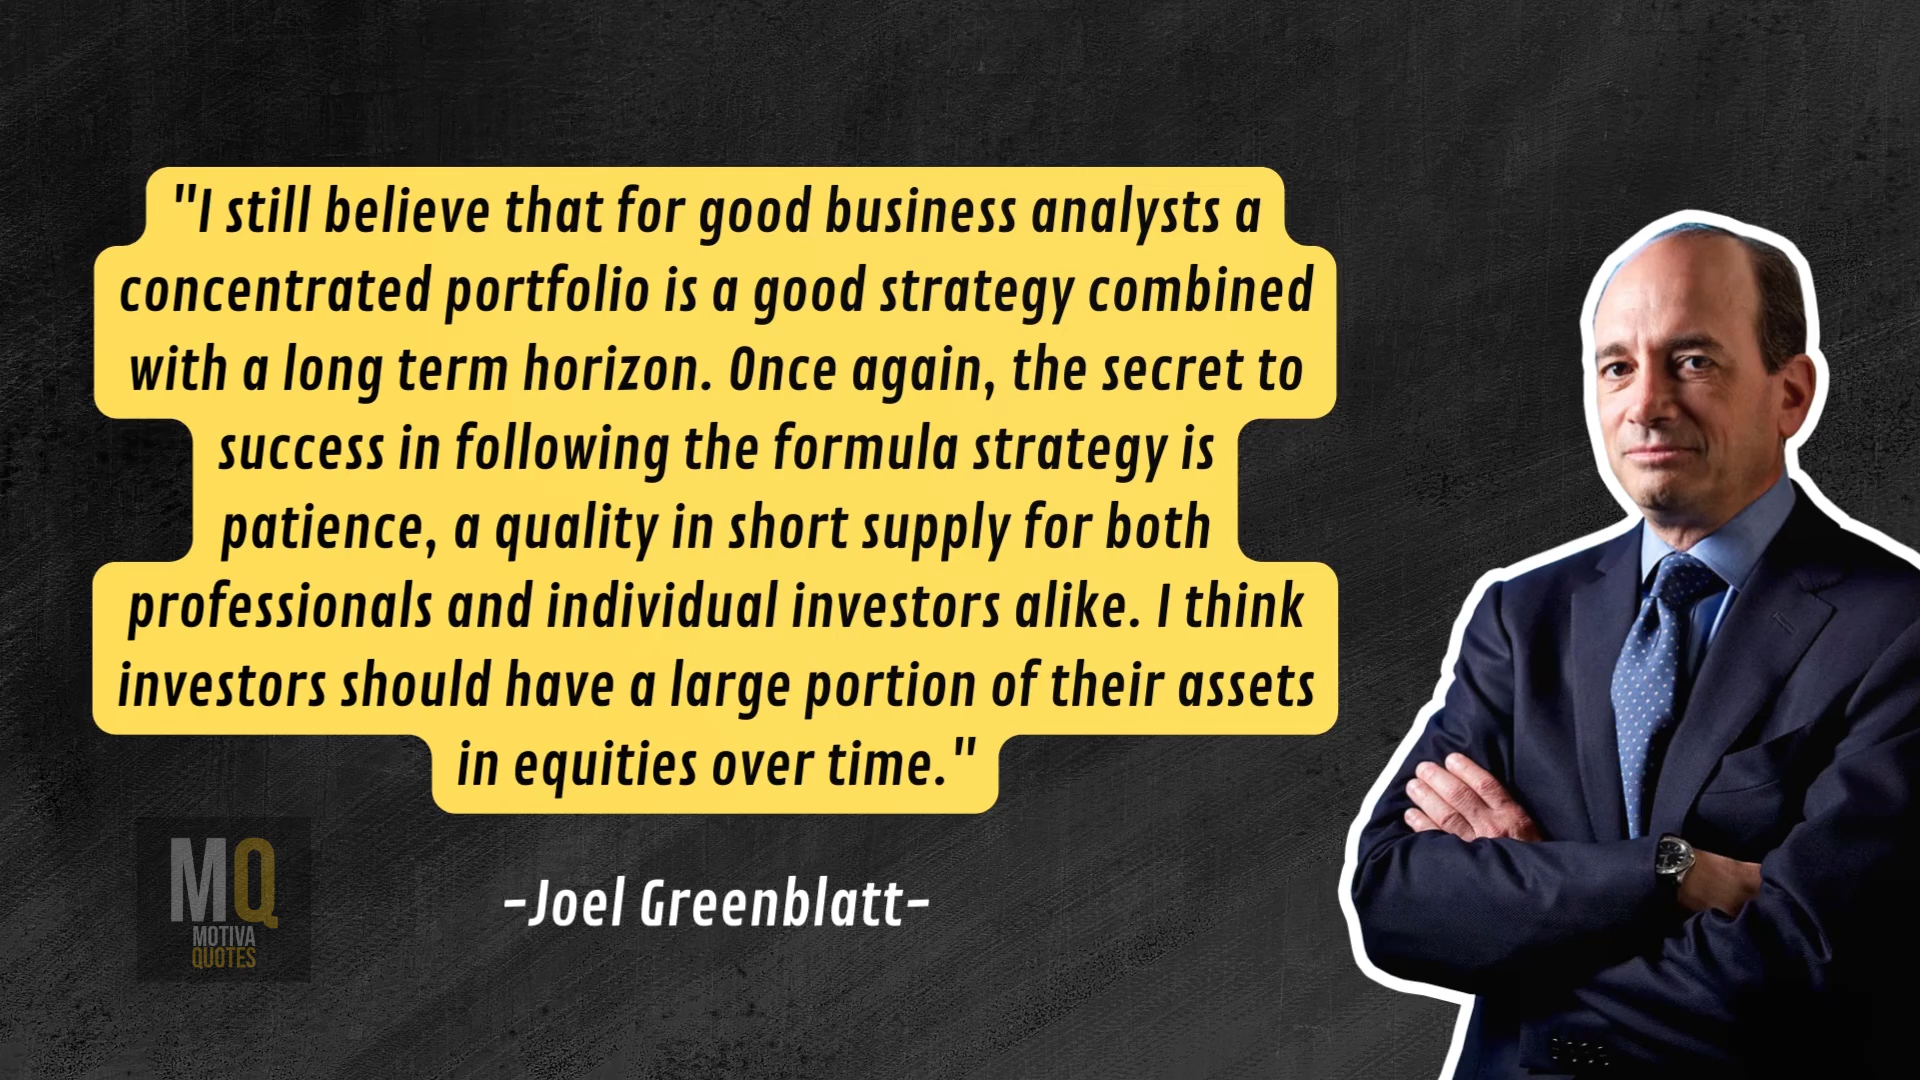 "I still believe that for good business analysts a
concentrated portfolio is a good strategy combined
with a long term horizon. Once again, the secret to
success in following the formula strategy is
patience, a quality in short supply for both
professionals and individual investors alike. I think
investors should have a large portion of their assets
in equities over time."
-Joel Greenblatt-
MQ
MOTIVA
QUOTES